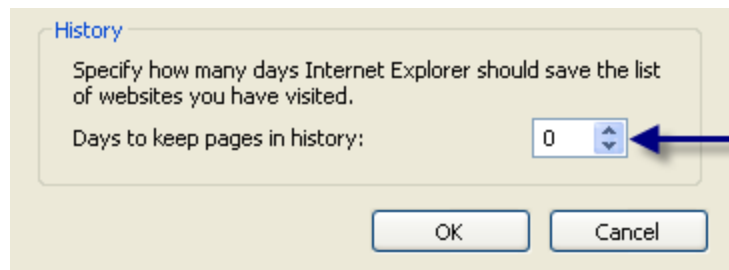 History
Specify how many days Internet Explorer should save the list
of websites you have visited.
Days to keep pages in history: 0
OK Cancel